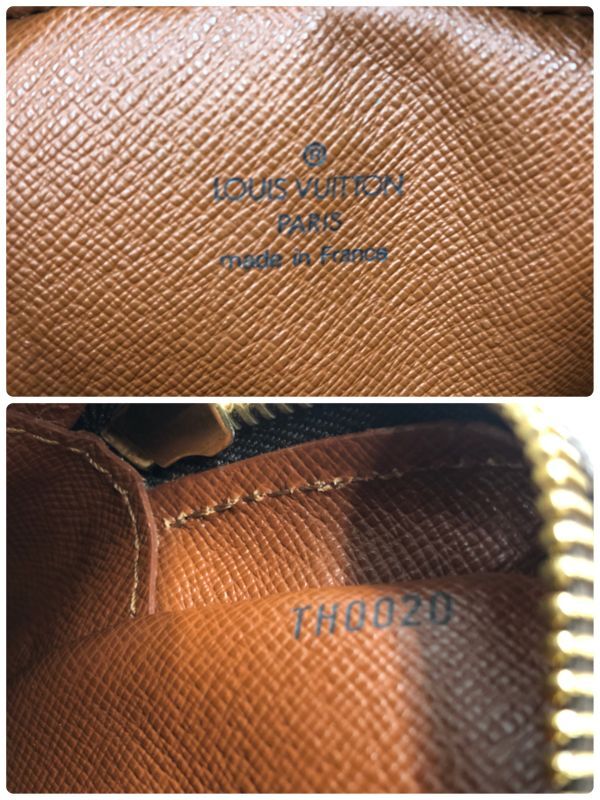 ®
LOUIS VUITTON
PARIS
made in France
TH0020